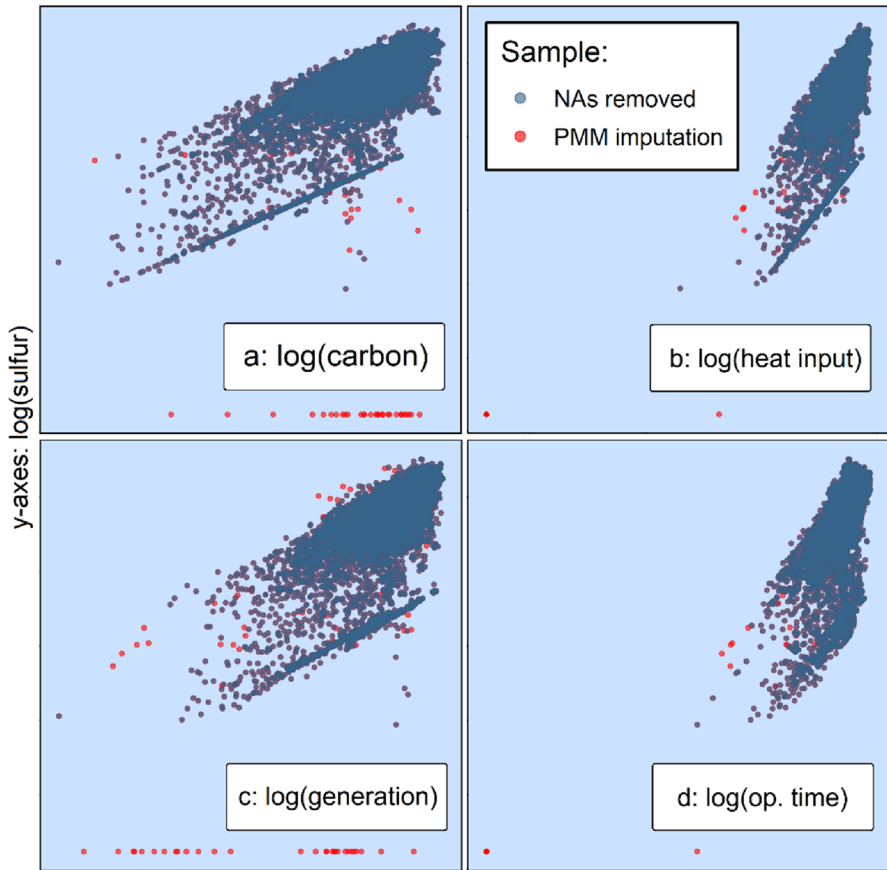 Sample:
NAs removed
PMM imputation
a: log(carbon)
b: log(heat input)
y-axes: log(sulfur)
c: log(generation)
d: log(op. time)